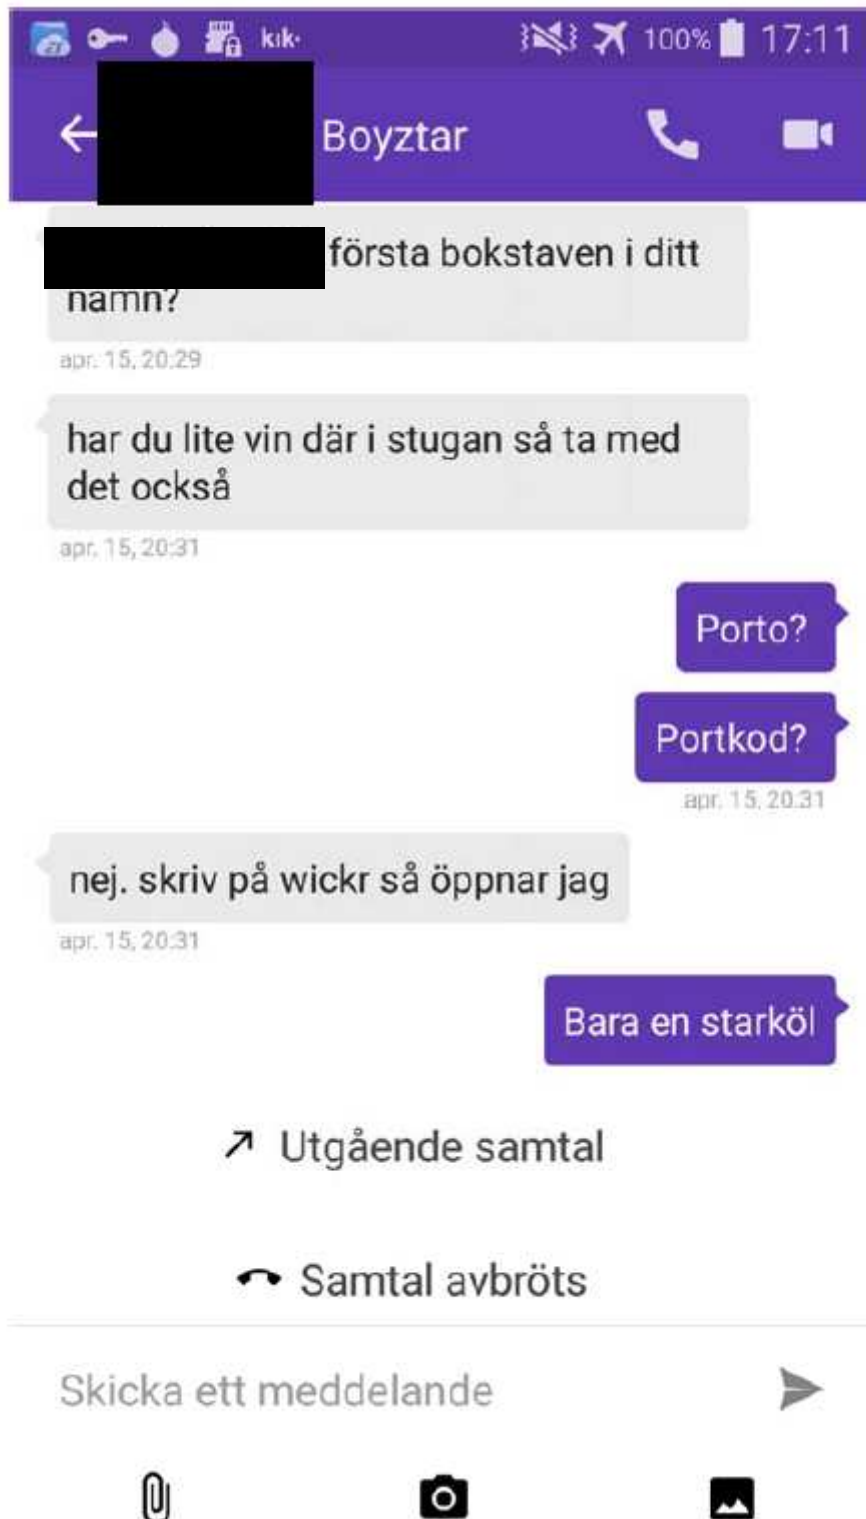 kik·
100% 17:11
Boyztar
första bokstaven i ditt
namn?
apr. 15, 20:29
har du lite vin där i stugan så ta med
det också
apr. 15, 20:31
Porto?
Portkod?
apr. 15, 20:31
nej. skriv på wickr så öppnar jag
apr. 15, 20:31
Bara en starköl
Utgående samtal
Samtal avbröts
Skicka ett meddelande